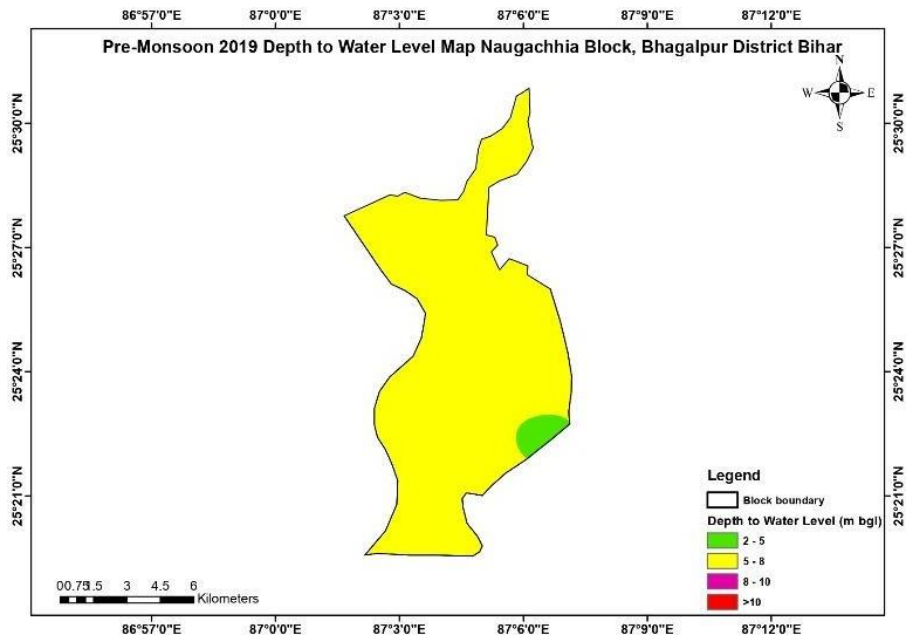 86°57'0"E 87°0'0"E 87°3'0"E 87°6'0"E 87°9'0"E 87°12'0"E
Pre-Monsoon 2019 Depth to Water Level Map Naugachhia Block, Bhagalpur District Bihar
N
W E
S
25°30'0"N 25°30'0"N
25°27'0"N 25°27'0"N
25°24'0"N 25°24'0"N
25°21'0"N 25°21'0"N
Legend
Block boundary
Depth to Water Level (m bgl)
2 - 5
5 - 8
8 - 10
>10
00.751.5 3 4.5 6
Kilometers
86°57'0"E 87°0'0"E 87°3'0"E 87°6'0"E 87°9'0"E 87°12'0"E